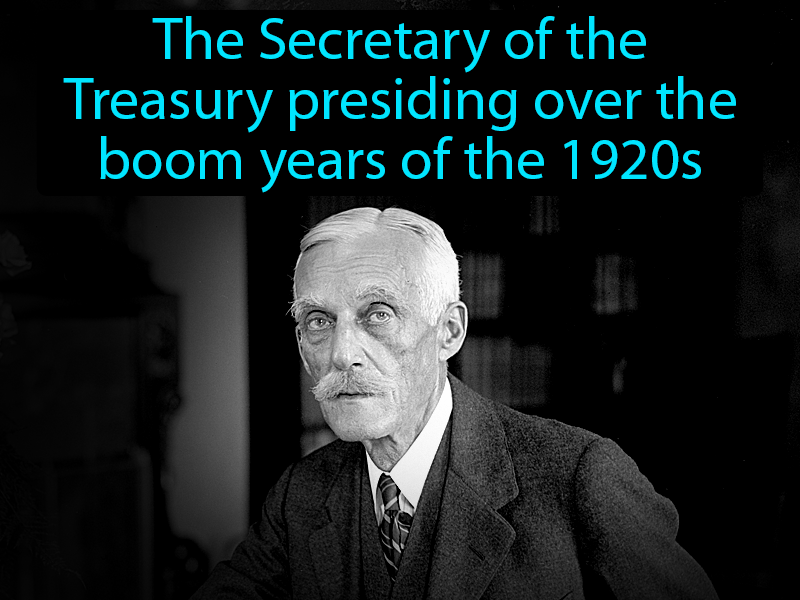 The Secretary of the
Treasury presiding over the
boom years of the 1920s